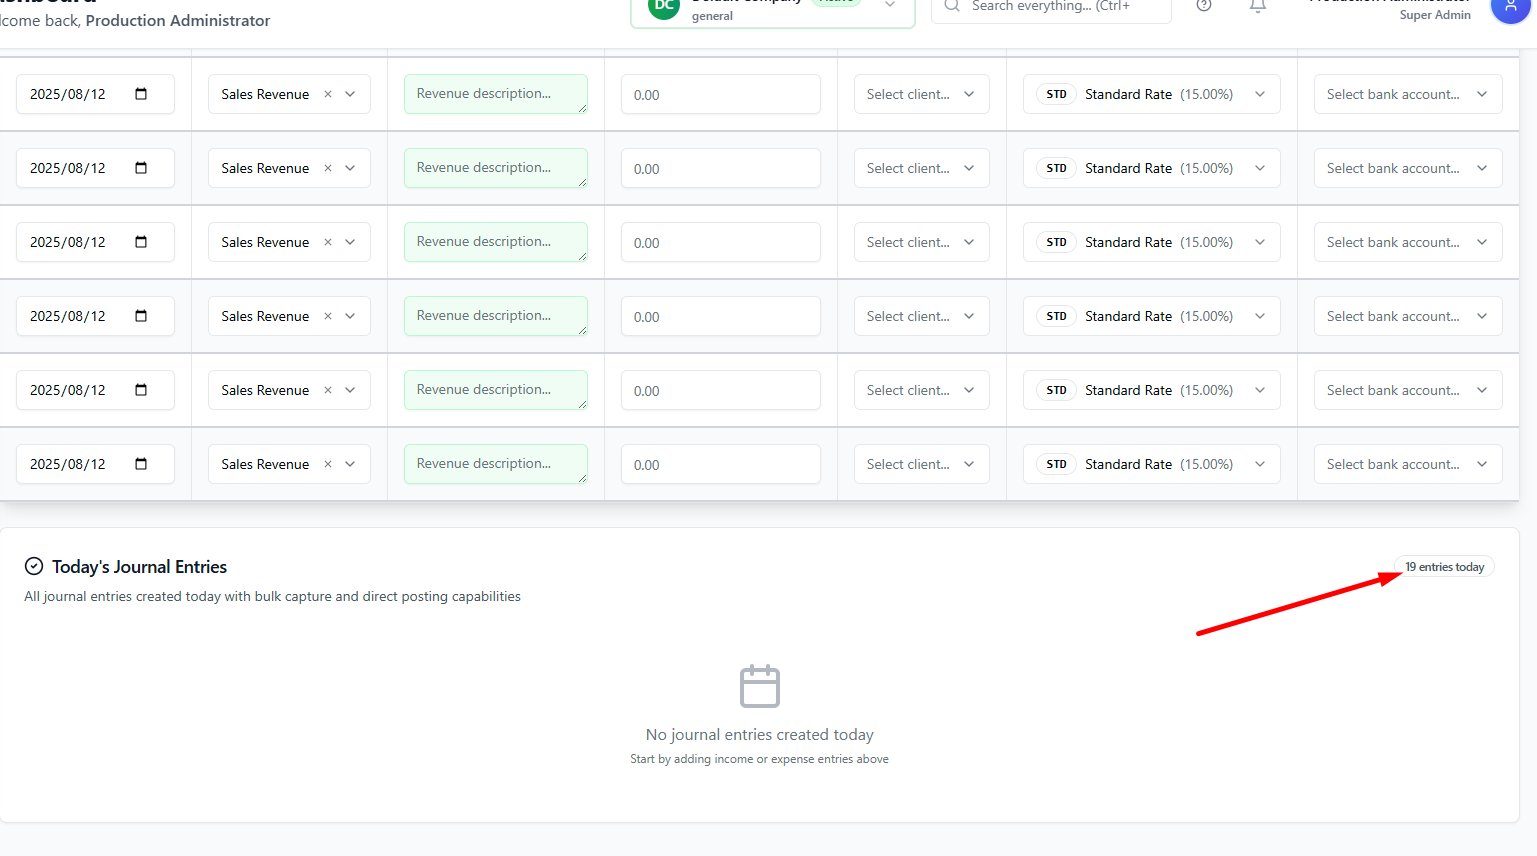 lcome back, Production Administrator
DC
general
Search everything... (Ctrl+
Super Admin
2025/08/12 Sales Revenue × Revenue description... 0.00 Select client... STD Standard Rate (15.00%) Select bank account...
2025/08/12 Sales Revenue × Revenue description... 0.00 Select client... STD Standard Rate (15.00%) Select bank account...
2025/08/12 Sales Revenue × Revenue description... 0.00 Select client... STD Standard Rate (15.00%) Select bank account...
2025/08/12 Sales Revenue × Revenue description... 0.00 Select client... STD Standard Rate (15.00%) Select bank account...
2025/08/12 Sales Revenue × Revenue description... 0.00 Select client... STD Standard Rate (15.00%) Select bank account...
2025/08/12 Sales Revenue × Revenue description... 0.00 Select client... STD Standard Rate (15.00%) Select bank account...
Today's Journal Entries
19 entries today
All journal entries created today with bulk capture and direct posting capabilities
No journal entries created today
Start by adding income or expense entries above